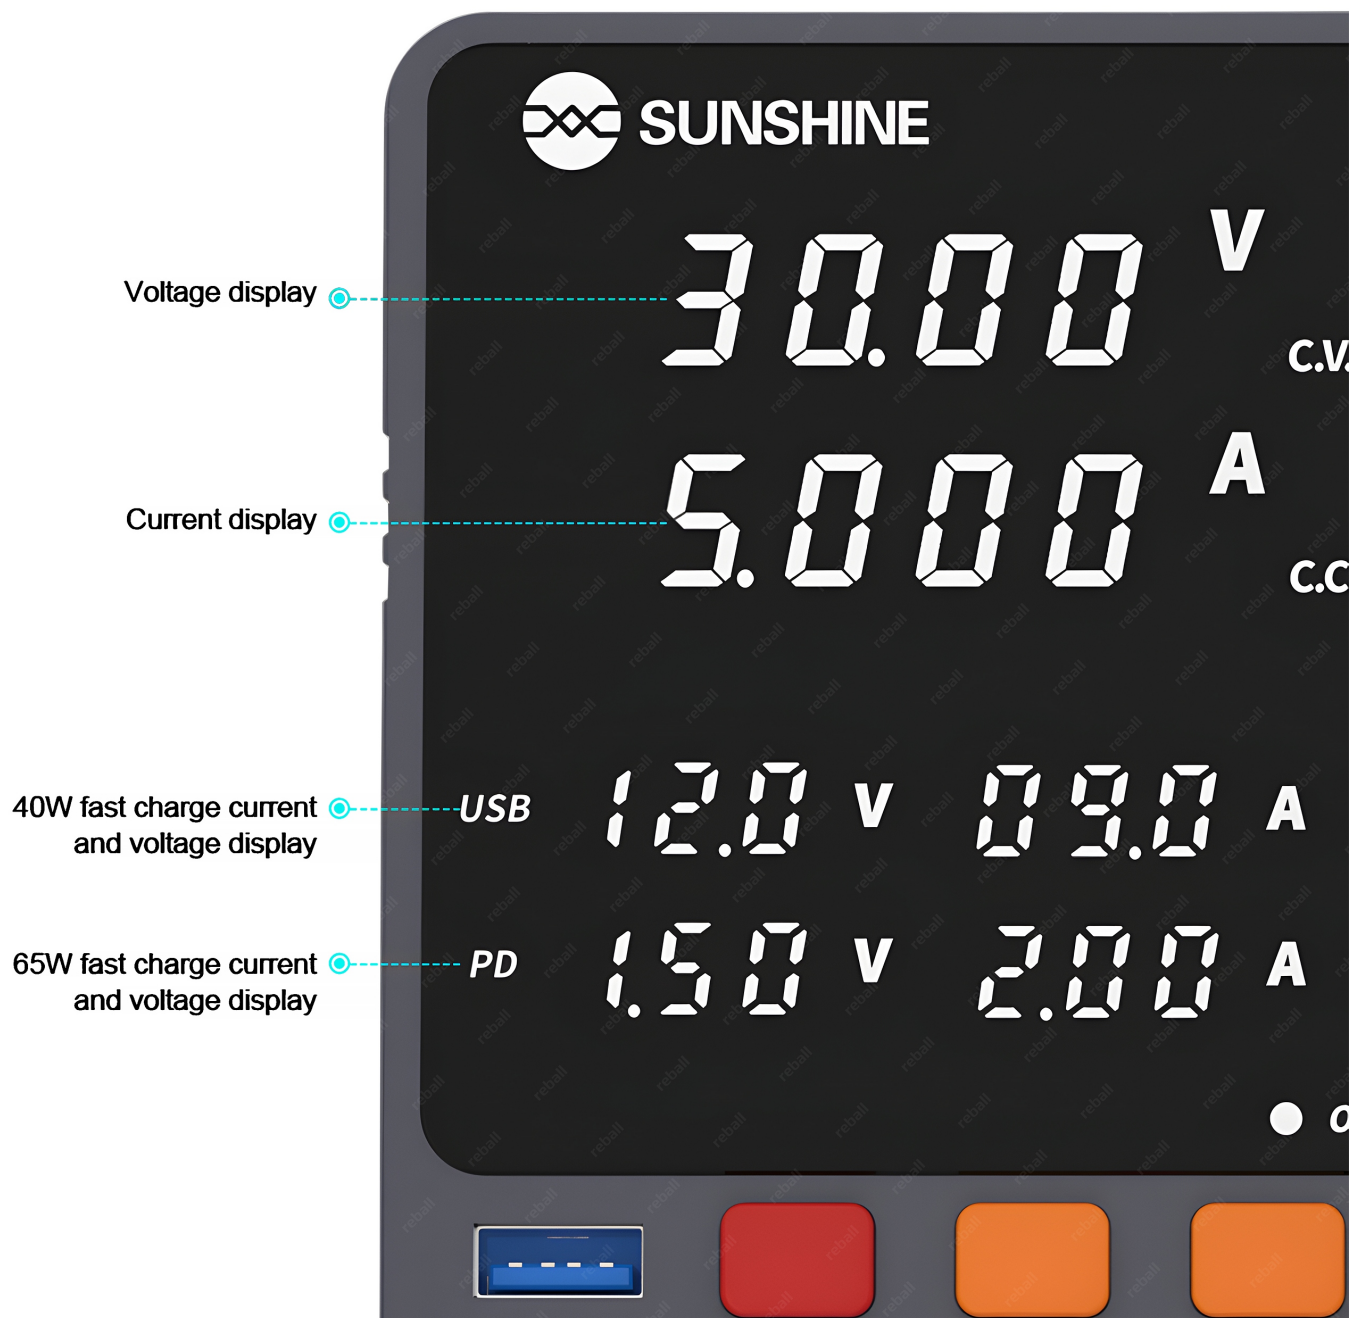 SUNSHINE
V
Voltage display
30.00
C.V.
A
Current display
5.000
C.C
40W fast charge current
and voltage display
USB 12.0 V 09.0 A
65W fast charge current
and voltage display
PD 1.50 V 2.00 A
reball